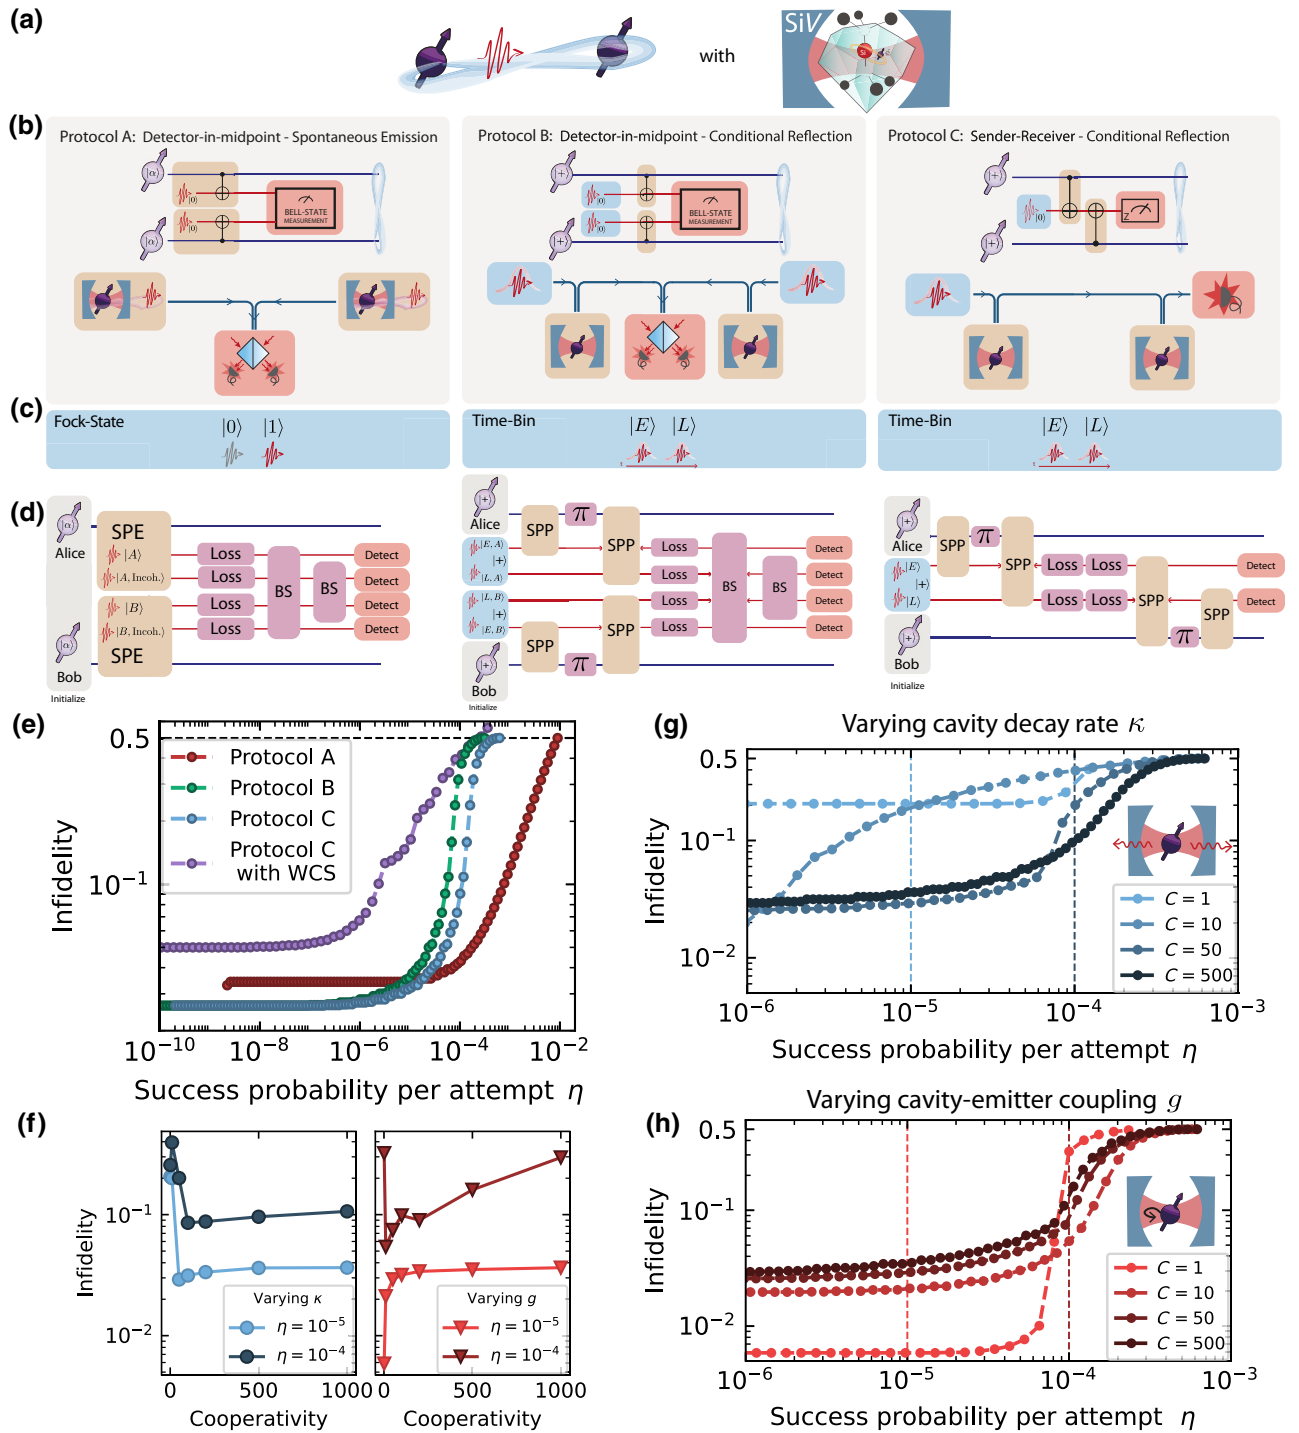 (a)
with
SiV
Si
(b)
Protocol A: Detector-in-midpoint - Spontaneous Emission
|α⟩
|0⟩
|0⟩
|α⟩
BELL-STATE
MEASUREMENT
Protocol B: Detector-in-midpoint - Conditional Reflection
|+⟩
|0⟩
|0⟩
|+⟩
BELL-STATE
MEASUREMENT
Protocol C: Sender-Receiver - Conditional Reflection
|+⟩
|0⟩
|+⟩
Z
(c)
Fock-State
|0⟩ |1⟩
Time-Bin
|E⟩ |L⟩
t
Time-Bin
|E⟩ |L⟩
t
(d)
|α⟩
Alice
SPE
|A⟩
|A, Incoh.⟩
|B⟩
|B, Incoh.⟩
SPE
|α⟩
Bob
Initialize
Loss
Loss
Loss
Loss
BS
BS
Detect
Detect
Detect
Detect
|+⟩
Alice
|E, A⟩
|+⟩
|L, A⟩
|L, B⟩
|+⟩
|E, B⟩
|+⟩
Bob
Initialize
SPP
π
SPP
SPP
π
SPP
Loss
Loss
Loss
Loss
BS
BS
Detect
Detect
Detect
Detect
|+⟩
Alice
|E⟩
|+⟩
|L⟩
|+⟩
Bob
Initialize
SPP
π
SPP
Loss Loss
Loss Loss
SPP
π
SPP
Detect
Detect
(e)
0.5
10⁻¹
Infidelity
Protocol A
Protocol B
Protocol C
Protocol C
with WCS
10⁻¹⁰ 10⁻⁸ 10⁻⁶ 10⁻⁴ 10⁻²
Success probability per attempt η
(g)
Varying cavity decay rate κ
0.5
10⁻¹
10⁻²
Infidelity
C = 1
C = 10
C = 50
C = 500
10⁻⁶ 10⁻⁵ 10⁻⁴ 10⁻³
Success probability per attempt η
(f)
10⁻¹
10⁻²
Infidelity
Varying κ
η = 10⁻⁵
η = 10⁻⁴
0 500 1000
Cooperativity
Varying g
η = 10⁻⁵
η = 10⁻⁴
0 500 1000
Cooperativity
(h)
Varying cavity-emitter coupling g
0.5
10⁻¹
10⁻²
Infidelity
C = 1
C = 10
C = 50
C = 500
10⁻⁶ 10⁻⁵ 10⁻⁴ 10⁻³
Success probability per attempt η